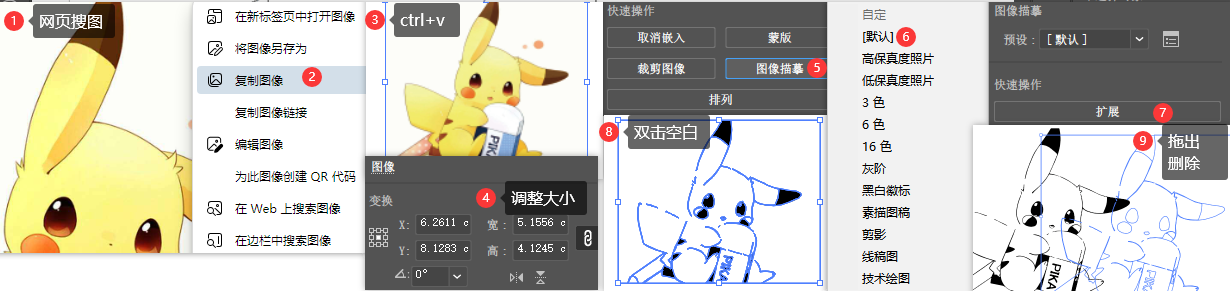 1 网页搜图
在新标签页中打开图像
将图像另存为
复制图像 2
复制图像链接
编辑图像
为此图像创建 QR 代码
在 Web 上搜索图像
在边栏中搜索图像
3 ctrl+v
PIKA
图像
变换
4 调整大小
X: 6.2611 c 宽: 5.1556 c
Y: 8.1283 c 高: 4.1245 c
0°
快速操作
取消嵌入 蒙版
裁剪图像 图像描摹 5
排列
8 双击空白
PIKA
自定
[默认] 6
高保真度照片
低保真度照片
3 色
6 色
16 色
灰阶
黑白徽标
素描图稿
剪影
线稿图
技术绘图
图像描摹
预设: [默认]
快速操作
7
扩展
9 拖出
删除
PIKA